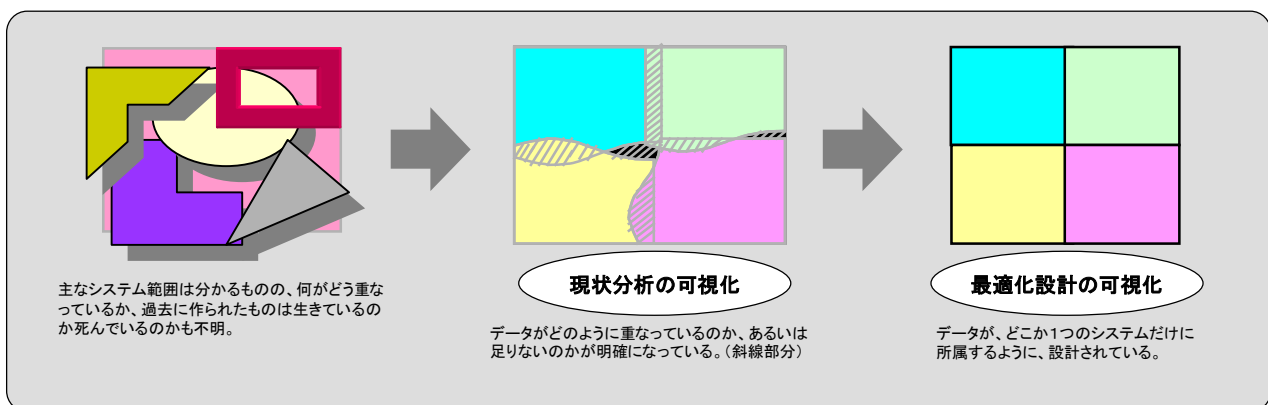 主なシステム範囲は分かるものの、何がどう重な
っているか、過去に作られたものは生きているの
か死んでいるのかも不明。
現状分析の可視化
データがどのように重なっているのか、あるいは
足りないのかが明確になっている。（斜線部分）
最適化設計の可視化
データが、どこか１つのシステムだけに
所属するように、設計されている。